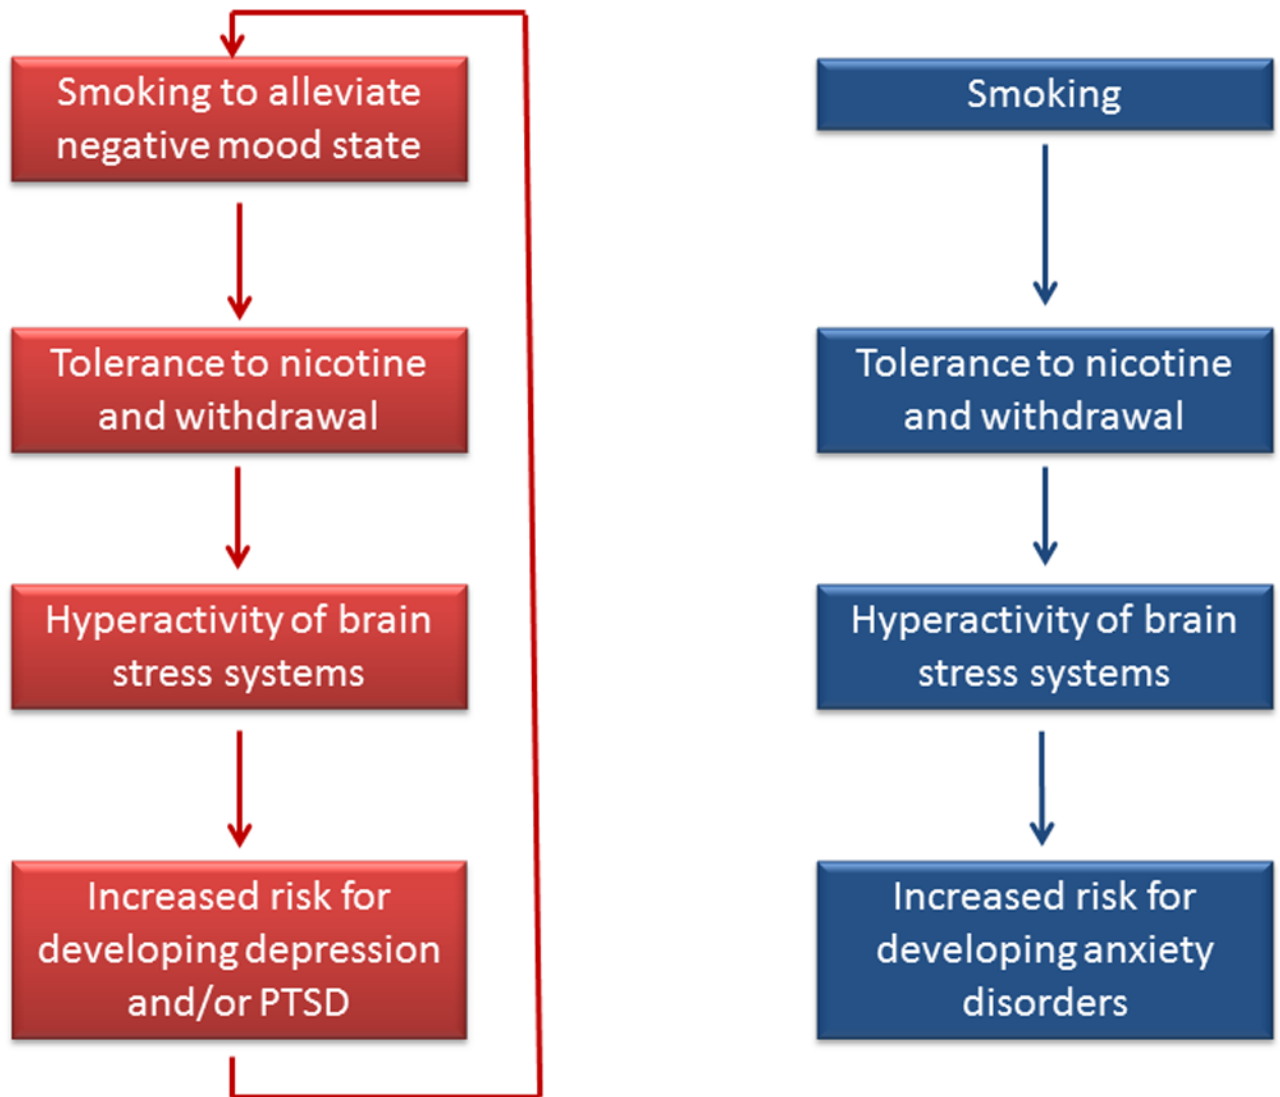 Smoking to alleviate
negative mood state
Tolerance to nicotine
and withdrawal
Hyperactivity of brain
stress systems
Increased risk for
developing depression
and/or PTSD
Smoking
Tolerance to nicotine
and withdrawal
Hyperactivity of brain
stress systems
Increased risk for
developing anxiety
disorders